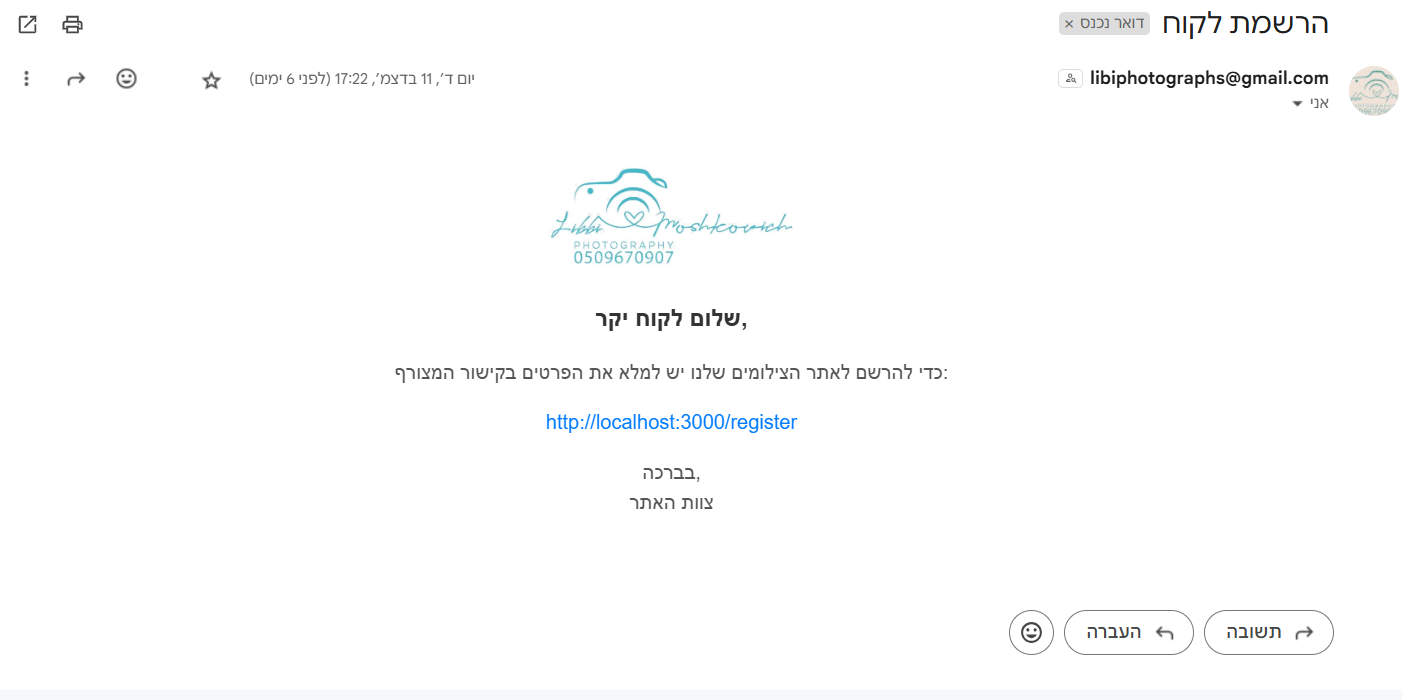 הרשמת לקוח
דואר נכנס ×
libiphotographs@gmail.com
יום ד׳, 11 בדצמ׳, 17:22 (לפני 6 ימים)
אני
Libbi Moshkovich
PHOTOGRAPHY
0509670907
שלום לקוח יקר,
כדי להרשם לאתר הצילומים שלנו יש למלא את הפרטים בקישור המצורף:
http://localhost:3000/register
בברכה,
צוות האתר
תשובה
העברה